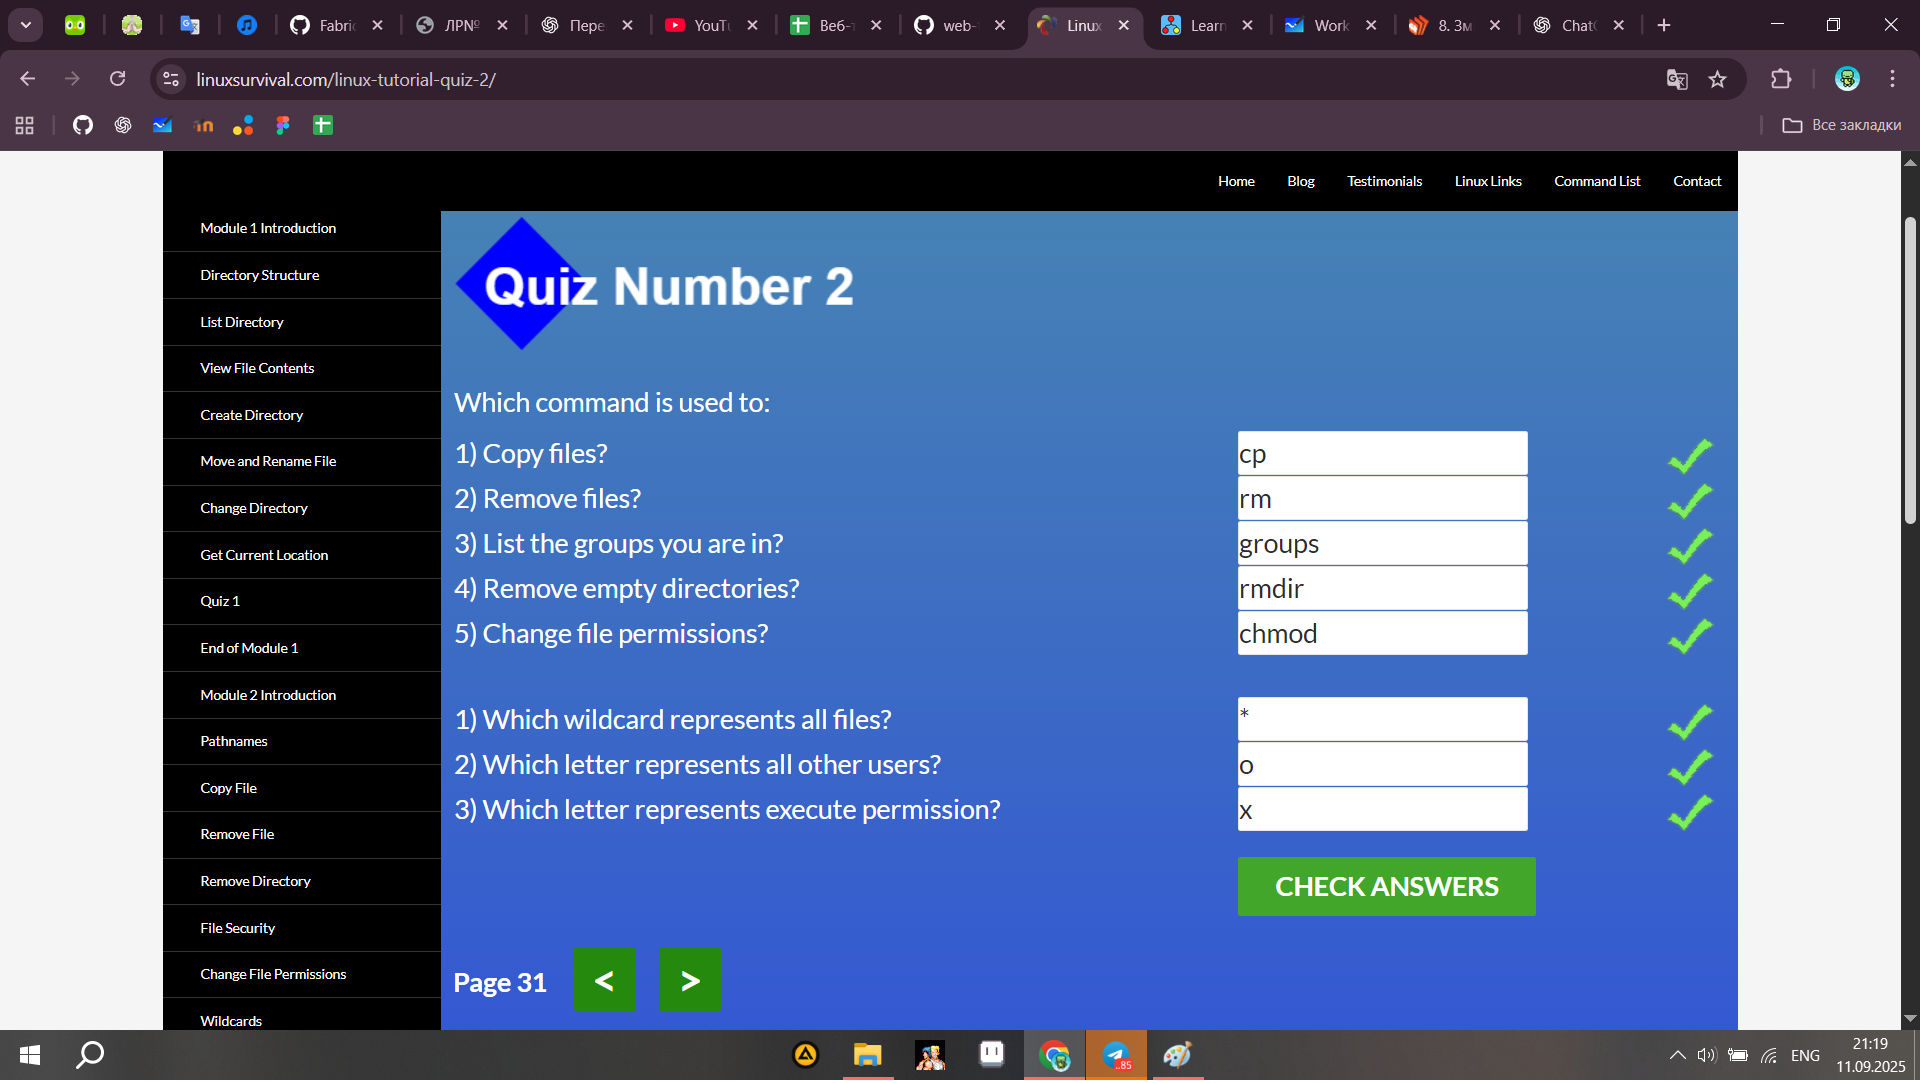 Fabric
ЛР№
Пере
YouTu
Веб-т
web-
Linux
Learn
Work
8. Зм
Chat
linuxsurvival.com/linux-tutorial-quiz-2/
Все закладки
Home
Blog
Testimonials
Linux Links
Command List
Contact
Module 1 Introduction
Directory Structure
List Directory
View File Contents
Create Directory
Move and Rename File
Change Directory
Get Current Location
Quiz 1
End of Module 1
Module 2 Introduction
Pathnames
Copy File
Remove File
Remove Directory
File Security
Change File Permissions
Wildcards
Quiz Number 2
Which command is used to:
1) Copy files?
cp
2) Remove files?
rm
3) List the groups you are in?
groups
4) Remove empty directories?
rmdir
5) Change file permissions?
chmod
1) Which wildcard represents all files?
*
2) Which letter represents all other users?
o
3) Which letter represents execute permission?
x
CHECK ANSWERS
Page 31
<
>
..85
ENG
21:19
11.09.2025